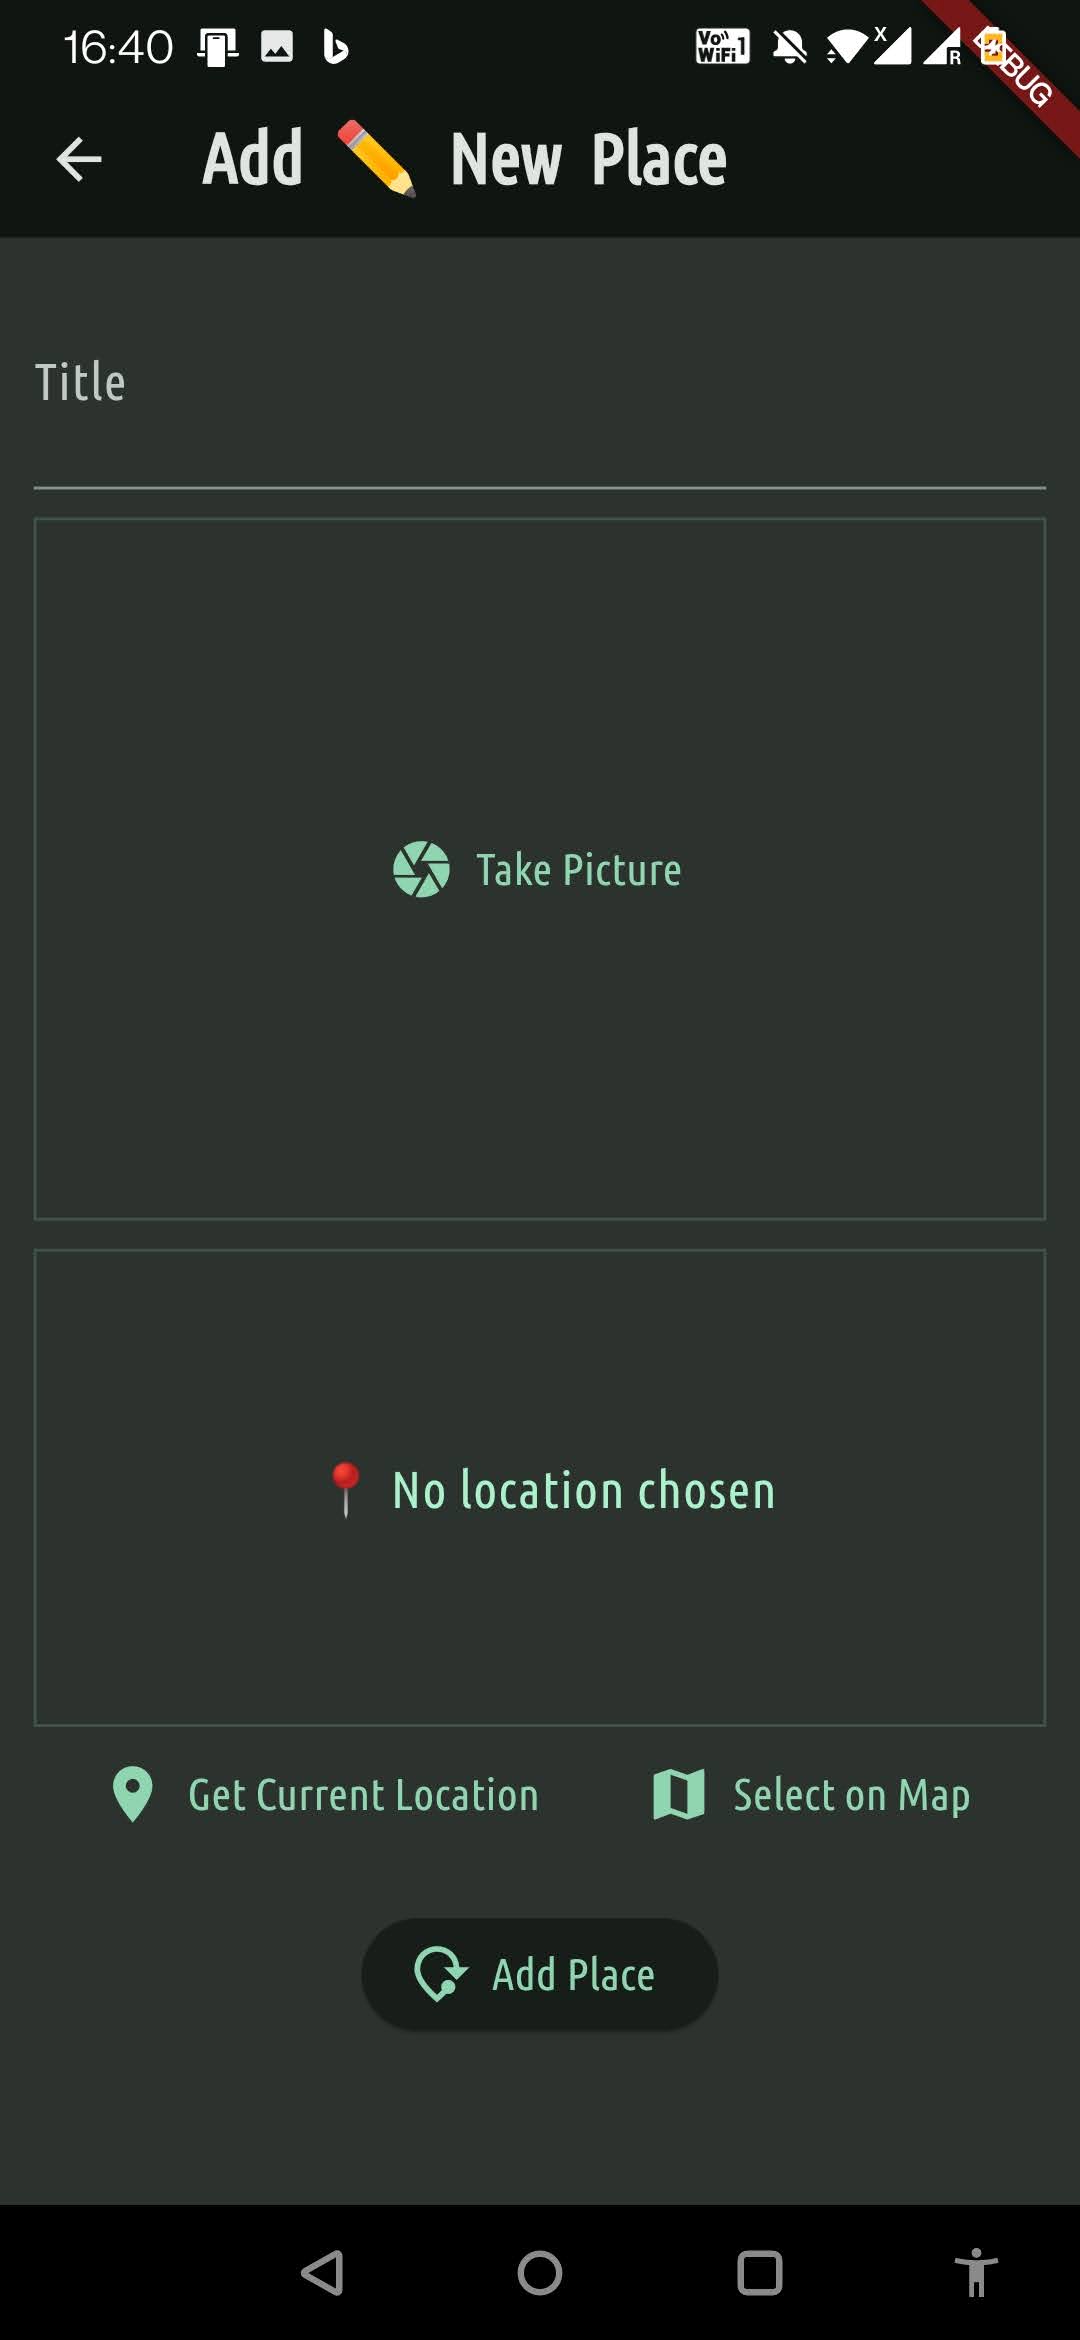 16:40 Vo WiFi 1 X R
DEBUG
Add ✏️ New Place
Title
Take Picture
📍 No location chosen
Get Current Location Select on Map
Add Place